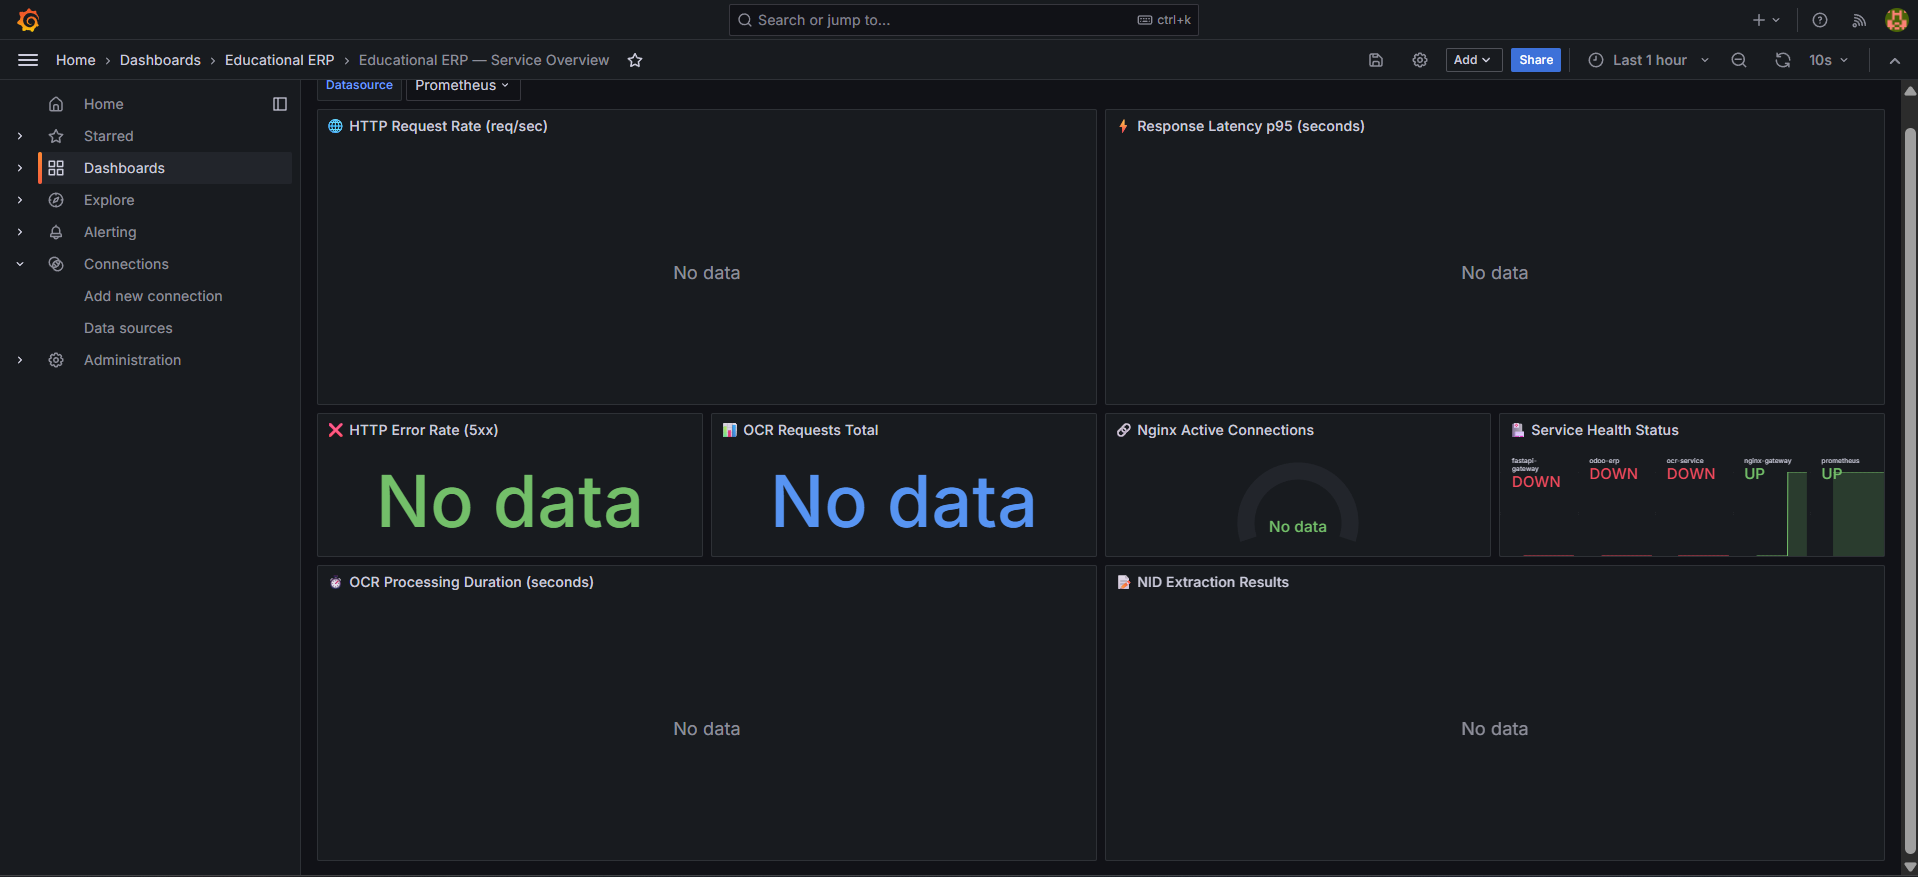 Search or jump to...
ctrl+k
Home
Dashboards
Educational ERP
Educational ERP — Service Overview
Add
Share
Last 1 hour
10s
Home
Starred
Dashboards
Explore
Alerting
Connections
Add new connection
Data sources
Administration
Datasource
Prometheus
HTTP Request Rate (req/sec)
No data
Response Latency p95 (seconds)
No data
HTTP Error Rate (5xx)
No data
OCR Requests Total
No data
Nginx Active Connections
No data
Service Health Status
fastapi-
gateway
DOWN
odoo-erp
DOWN
ocr-service
DOWN
nginx-gateway
UP
prometheus
UP
OCR Processing Duration (seconds)
No data
NID Extraction Results
No data